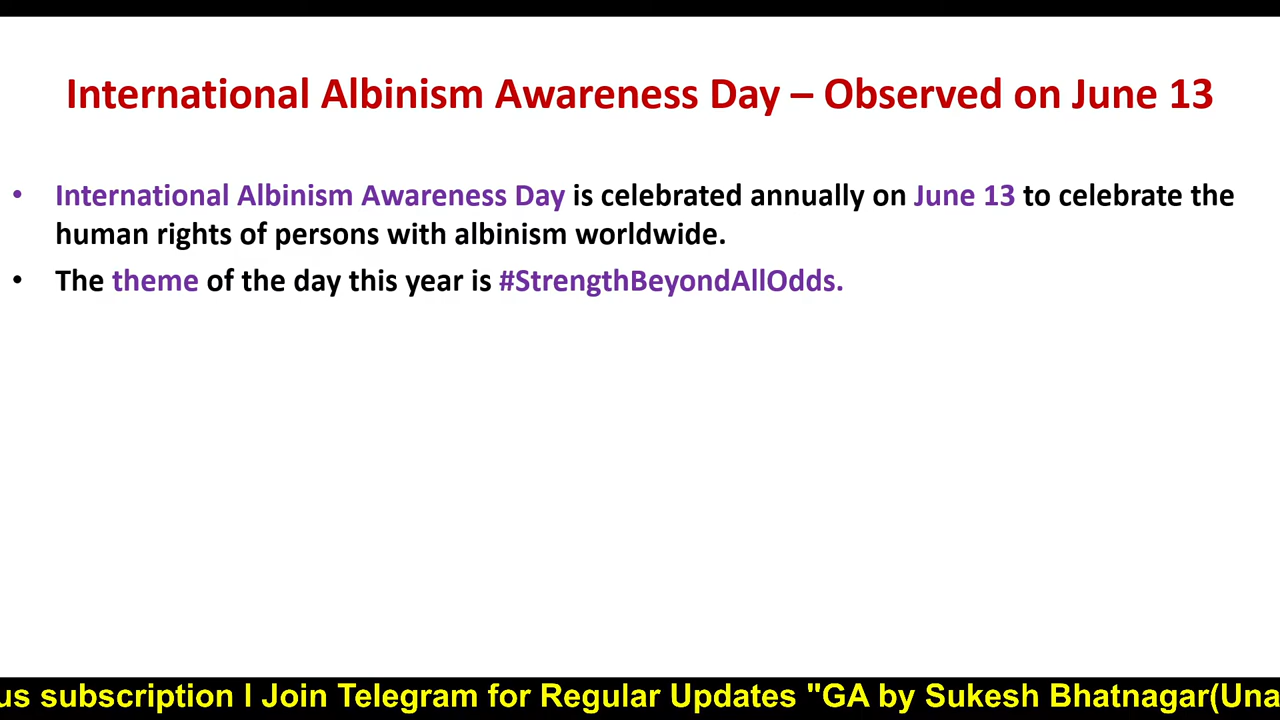 International Albinism Awareness Day – Observed on June 13
• International Albinism Awareness Day is celebrated annually on June 13 to celebrate the
human rights of persons with albinism worldwide.
• The theme of the day this year is #StrengthBeyondAllOdds.
us subscription l Join Telegram for Regular Updates "GA by Sukesh Bhatnagar(Una